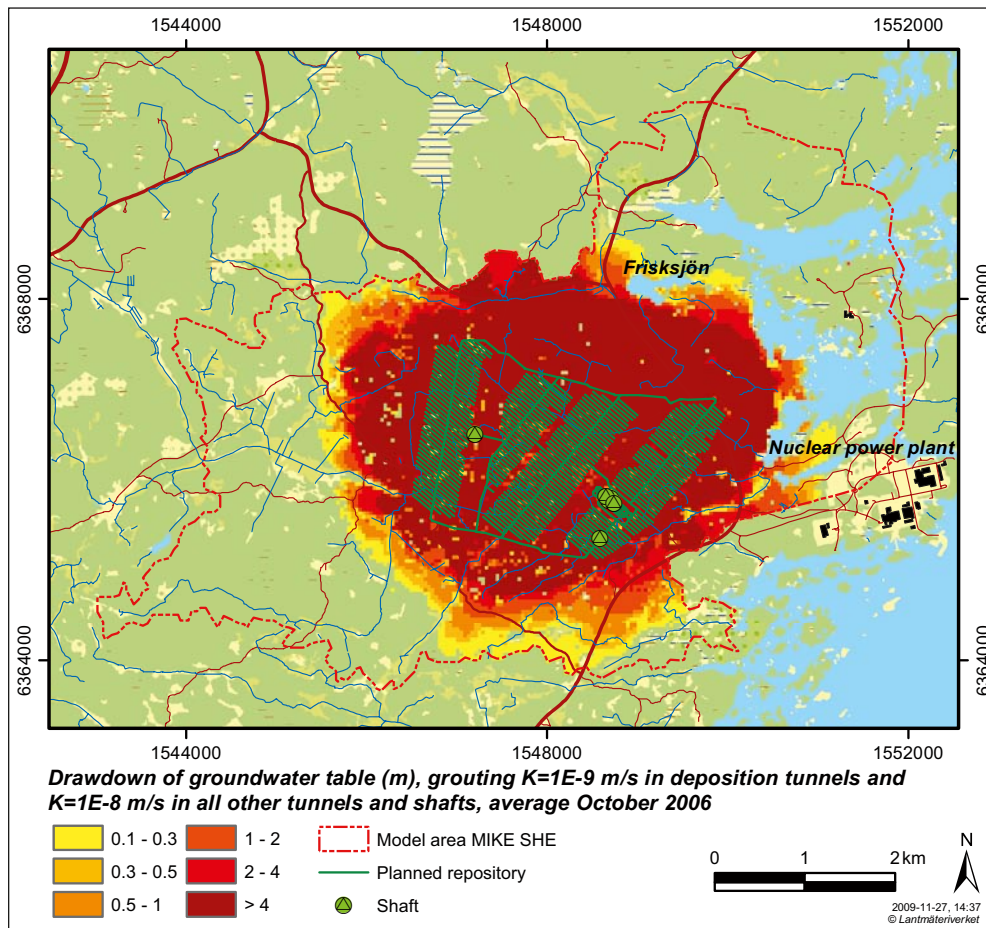 1544000 1548000 1552000
6368000 6368000
Frisksjön
Nuclear power plant
6364000 6364000
1544000 1548000 1552000
Drawdown of groundwater table (m), grouting K=1E-9 m/s in deposition tunnels and
K=1E-8 m/s in all other tunnels and shafts, average October 2006
0.1 - 0.3 1 - 2 Model area MIKE SHE
0.3 - 0.5 2 - 4 Planned repository
0.5 - 1 > 4 Shaft
0 1 2 km
N
2009-11-27, 14:37
© Lantmäteriverket